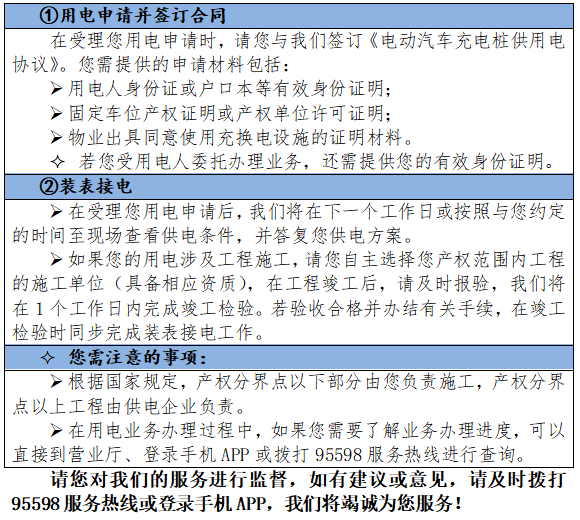 ①用电申请并签订合同
在受理您用电申请时，请您与我们签订《电动汽车充电桩供用电
协议》。您需提供的申请材料包括：
➢用电人身份证或户口本等有效身份证明；
➢固定车位产权证明或产权单位许可证明；
➢物业出具同意使用充换电设施的证明材料。
✧ 若您受用电人委托办理业务，还需提供您的有效身份证明。
②装表接电
➢在受理您用电申请后，我们将在下一个工作日或按照与您约定
的时间至现场查看供电条件，并答复您供电方案。
➢如果您的用电涉及工程施工，请您自主选择您产权范围内工程
的施工单位（具备相应资质），在工程竣工后，请及时报验，我们将
在 1 个工作日内完成竣工检验。若验收合格并办结有关手续，在竣工
检验时同步完成装表接电工作。
✧ 您需注意的事项：
➢根据国家规定，产权分界点以下部分由您负责施工，产权分界
点以上工程由供电企业负责。
➢在用电业务办理过程中，如果您需要了解业务办理进度，可以
直接到营业厅、登录手机 APP 或拨打 95598 服务热线进行查询。
请您对我们的服务进行监督，如有建议或意见，请及时拨打
95598 服务热线或登录手机 APP，我们将竭诚为您服务！